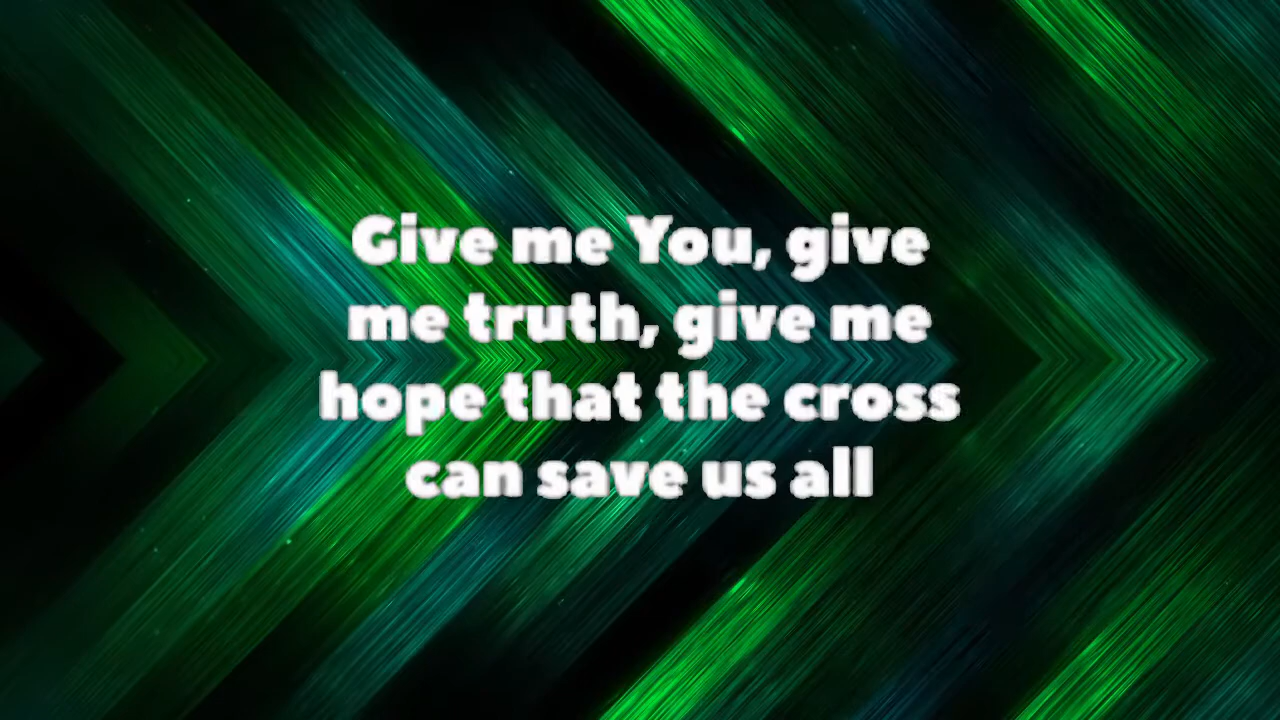 Give me You, give
me truth, give me
hope that the cross
can save us all